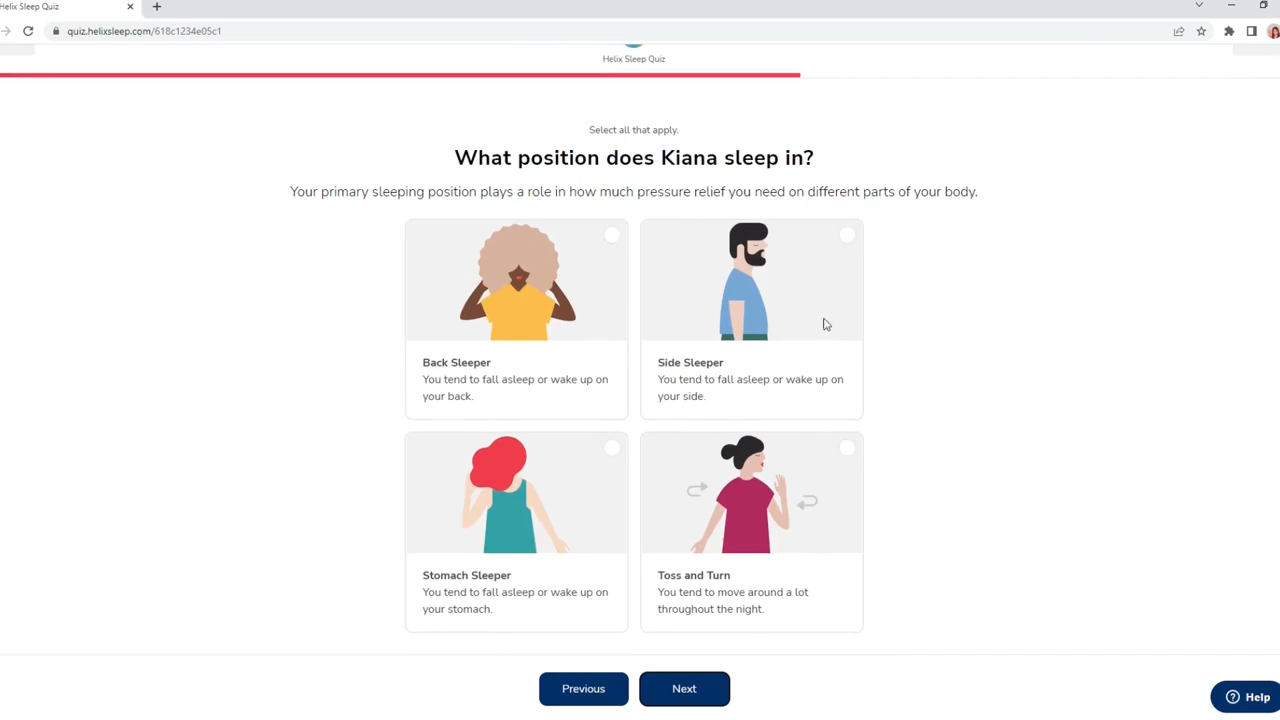 Helix Sleep Quiz
quiz.helixsleep.com/618c1234e05c1
Helix Sleep Quiz
Select all that apply.
What position does Kiana sleep in?
Your primary sleeping position plays a role in how much pressure relief you need on different parts of your body.
Back Sleeper
You tend to fall asleep or wake up on
your back.
Side Sleeper
You tend to fall asleep or wake up on
your side.
Stomach Sleeper
You tend to fall asleep or wake up on
your stomach.
Toss and Turn
You tend to move around a lot
throughout the night.
Previous
Next
Help